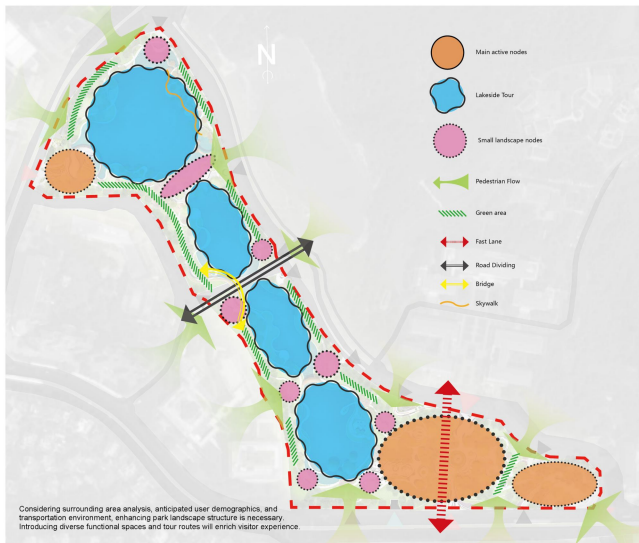 N
Main active nodes
Lakeside Tour
Small landscape nodes
Pedestrian Flow
Green area
Fast Lane
Road Dividing
Bridge
Skywalk
Considering surrounding area analysis, anticipated user demographics, and
transportation environment, enhancing park landscape structure is necessary.
Introducing diverse functional spaces and tour routes will enrich visitor experience.